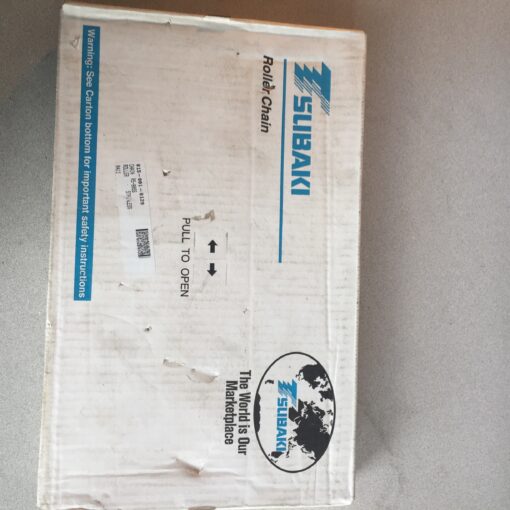 TSUBAKI
Roller Chain
PULL TO OPEN
TSUBAKI
The World is Our
Marketplace
Warning: See Carton bottom for important safety instructions